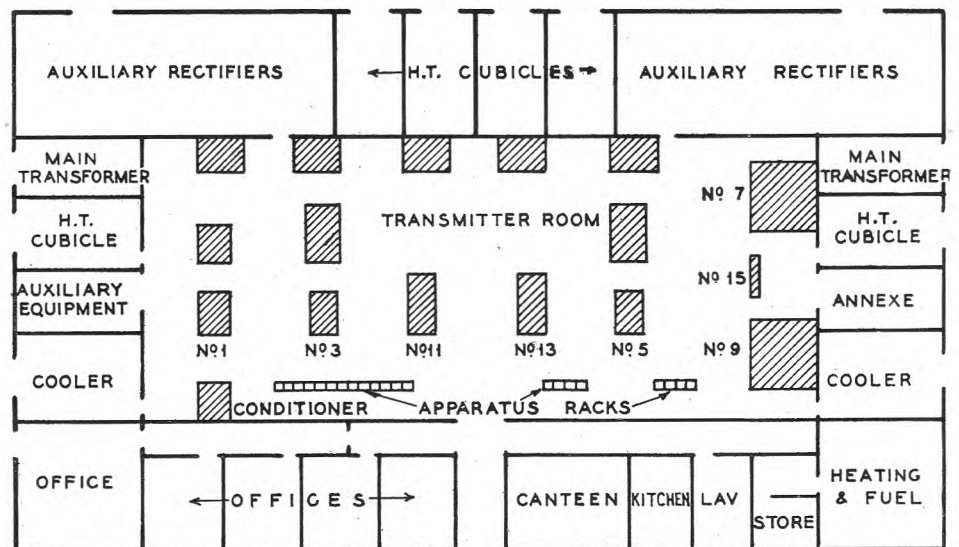 AUXILIARY RECTIFIERS
H.T. CUBICLES
AUXILIARY RECTIFIERS
MAIN
TRANSFORMER
H.T.
CUBICLE
AUXILIARY
EQUIPMENT
COOLER
TRANSMITTER ROOM
No 7
No 15
No 9
MAIN
TRANSFORMER
H.T.
CUBICLE
ANNEXE
COOLER
No 1
No 3
No 11
No 13
No 5
CONDITIONER
APPARATUS RACKS
OFFICE
OFFICES
CANTEEN
KITCHEN
LAV
STORE
HEATING
& FUEL